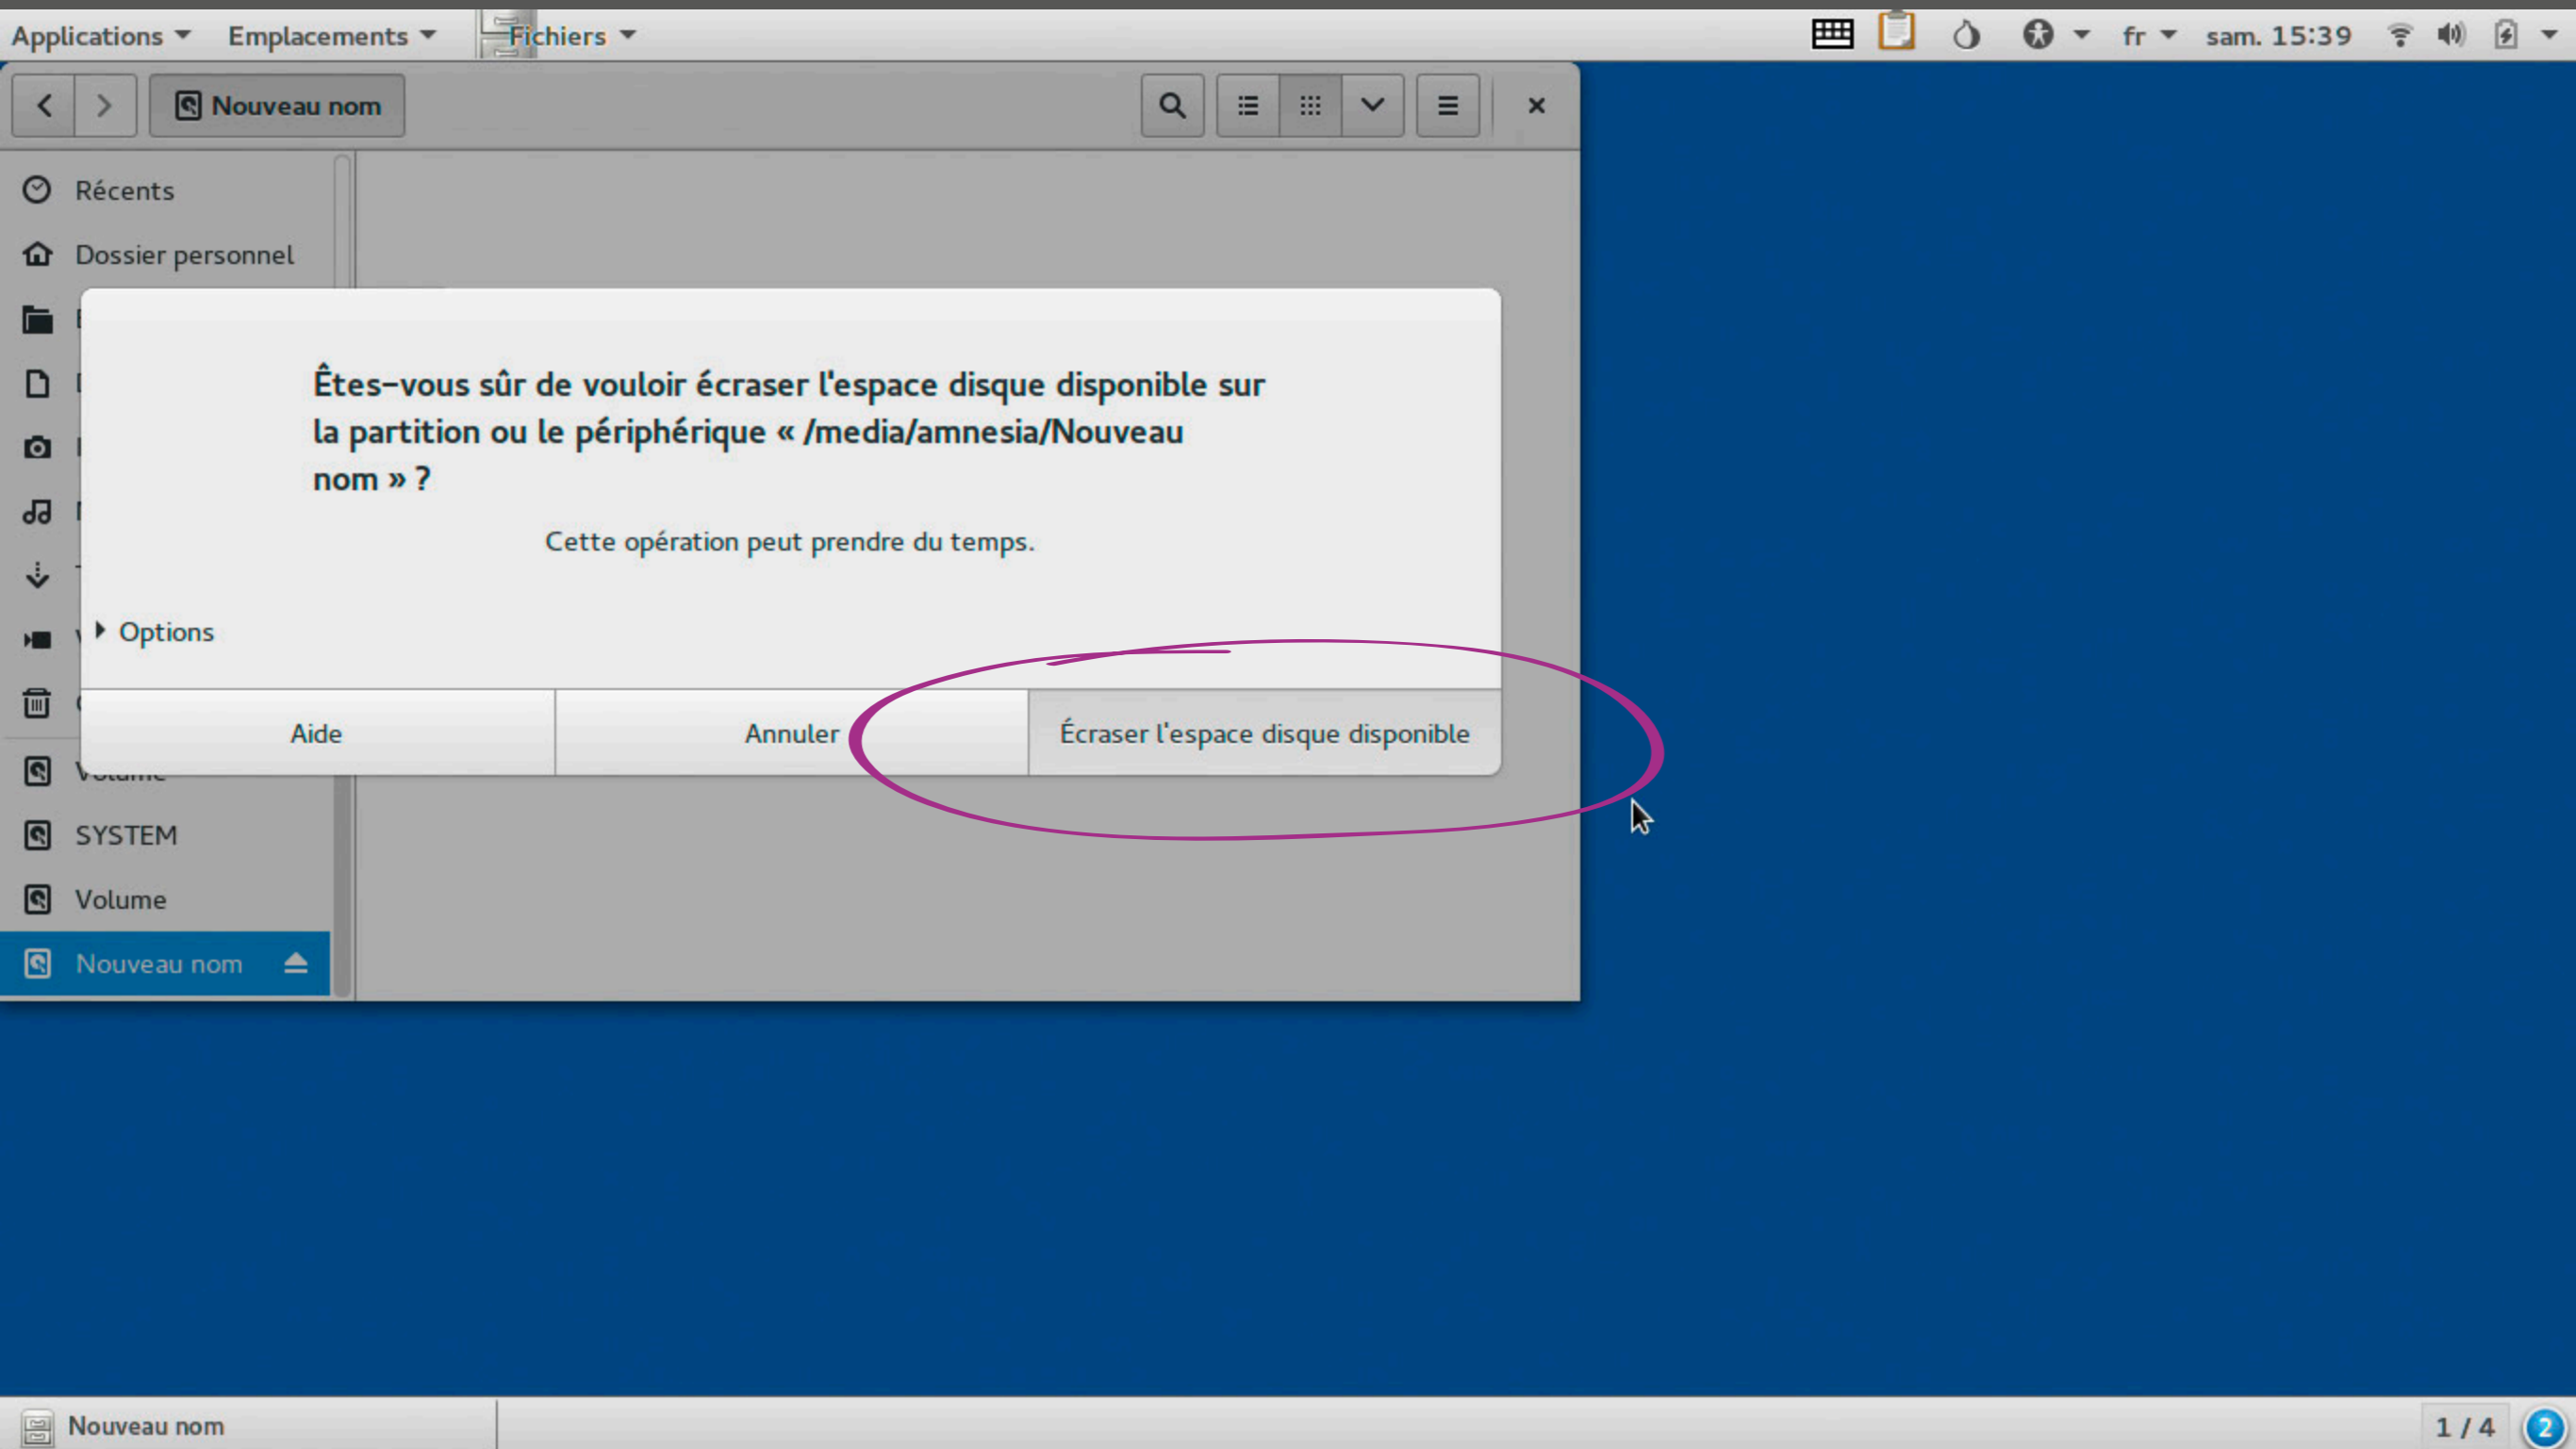 Applications Emplacements Fichiers fr sam. 15:39
Nouveau nom
Récents
Dossier personnel
Êtes-vous sûr de vouloir écraser l'espace disque disponible sur
la partition ou le périphérique « /media/amnesia/Nouveau
nom » ?
Cette opération peut prendre du temps.
Options
Aide Annuler Écraser l'espace disque disponible
Volume
SYSTEM
Volume
Nouveau nom
Nouveau nom 1 / 4 2